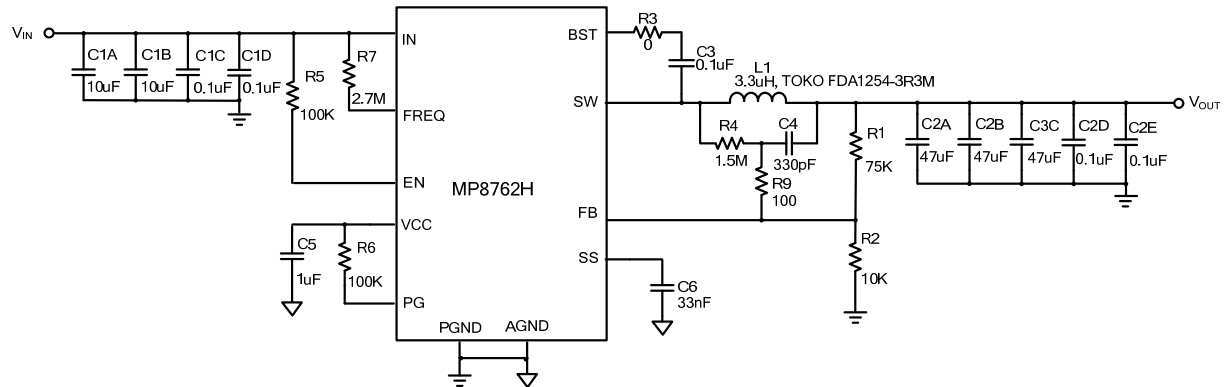 VIN
C1A
10uF
C1B
10uF
C1C
0.1uF
C1D
0.1uF
R5
100K
R7
2.7M
IN
FREQ
EN
VCC
PG
PGND
AGND
MP8762H
BST
SW
FB
SS
C5
1uF
R6
100K
R3
0
C3
0.1uF
L1
3.3uH, TOKO FDA1254-3R3M
R4
1.5M
C4
330pF
R9
100
R1
75K
R2
10K
C6
33nF
C2A
47uF
C2B
47uF
C3C
47uF
C2D
0.1uF
C2E
0.1uF
VOUT